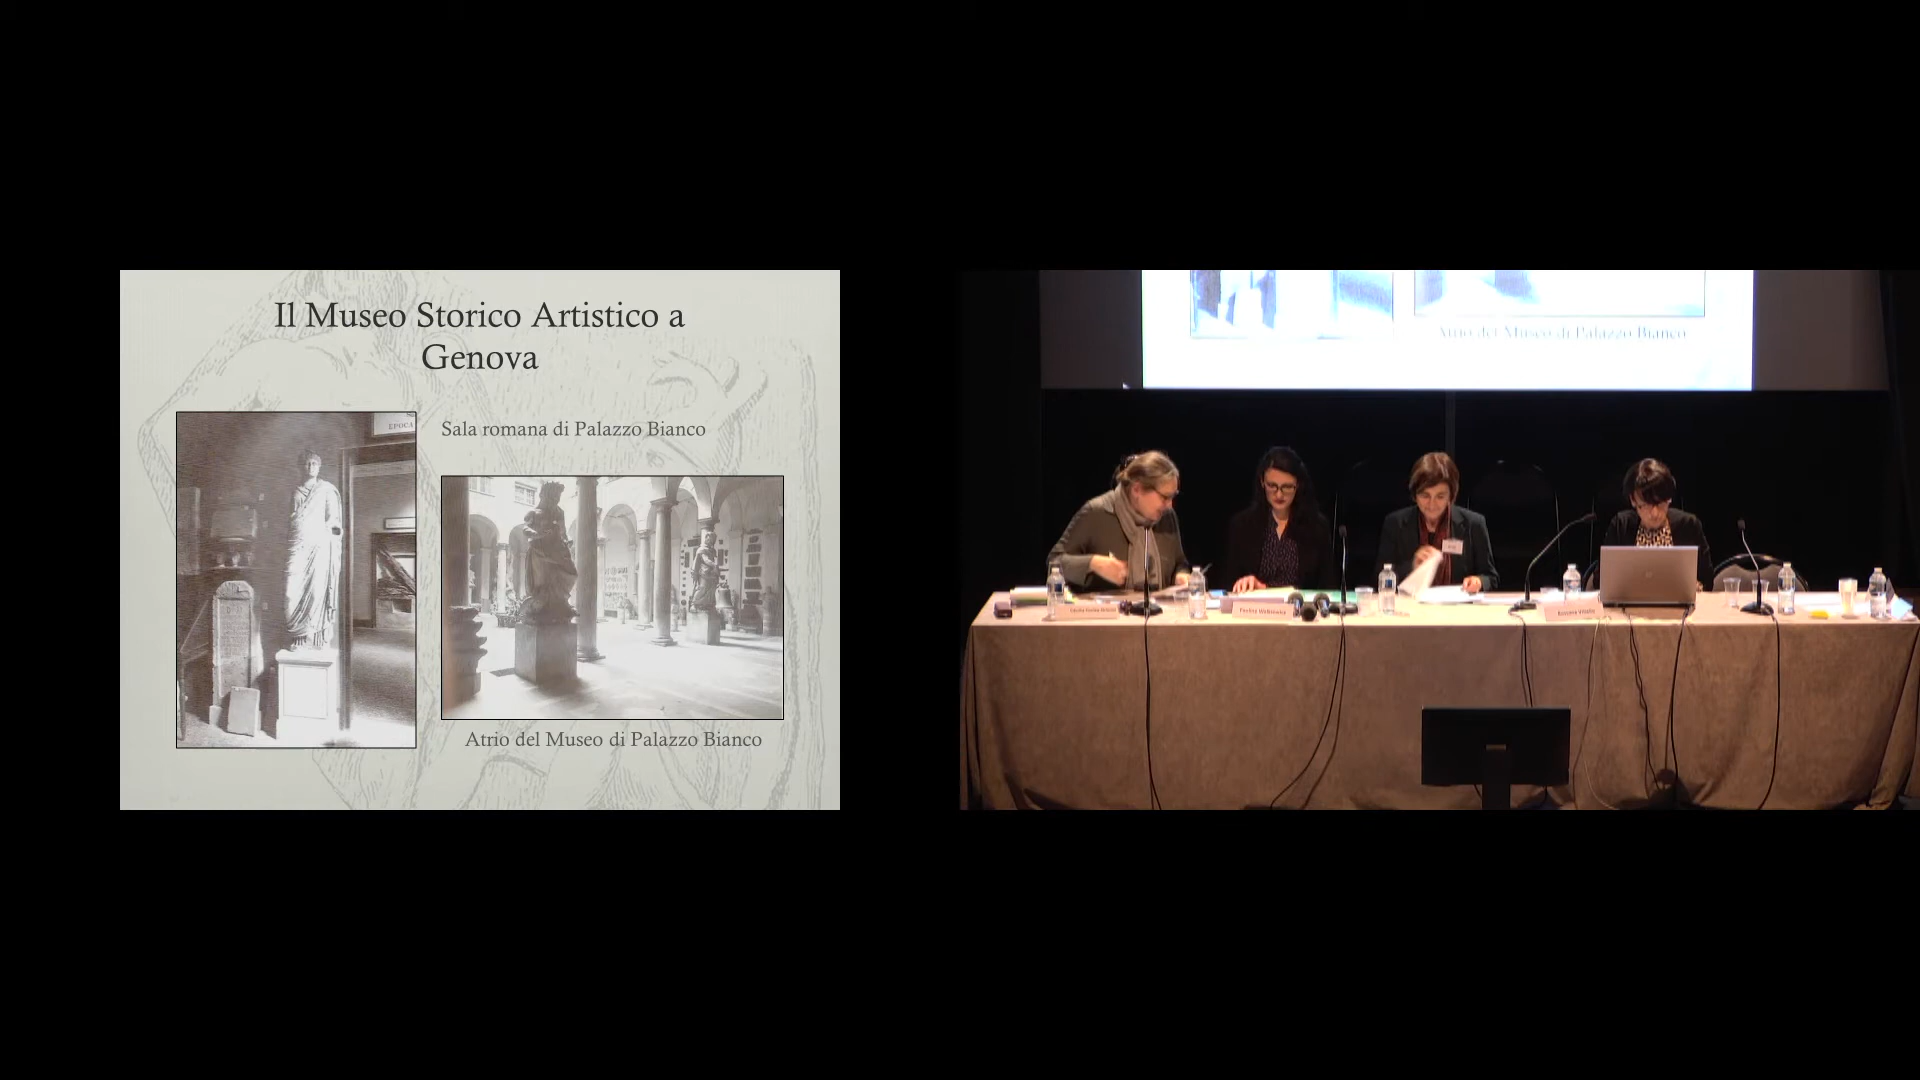 Il Museo Storico Artistico a
Genova
EPOCA
Sala romana di Palazzo Bianco
Atrio del Museo di Palazzo Bianco
Atrio del Museo di Palazzo Bianco